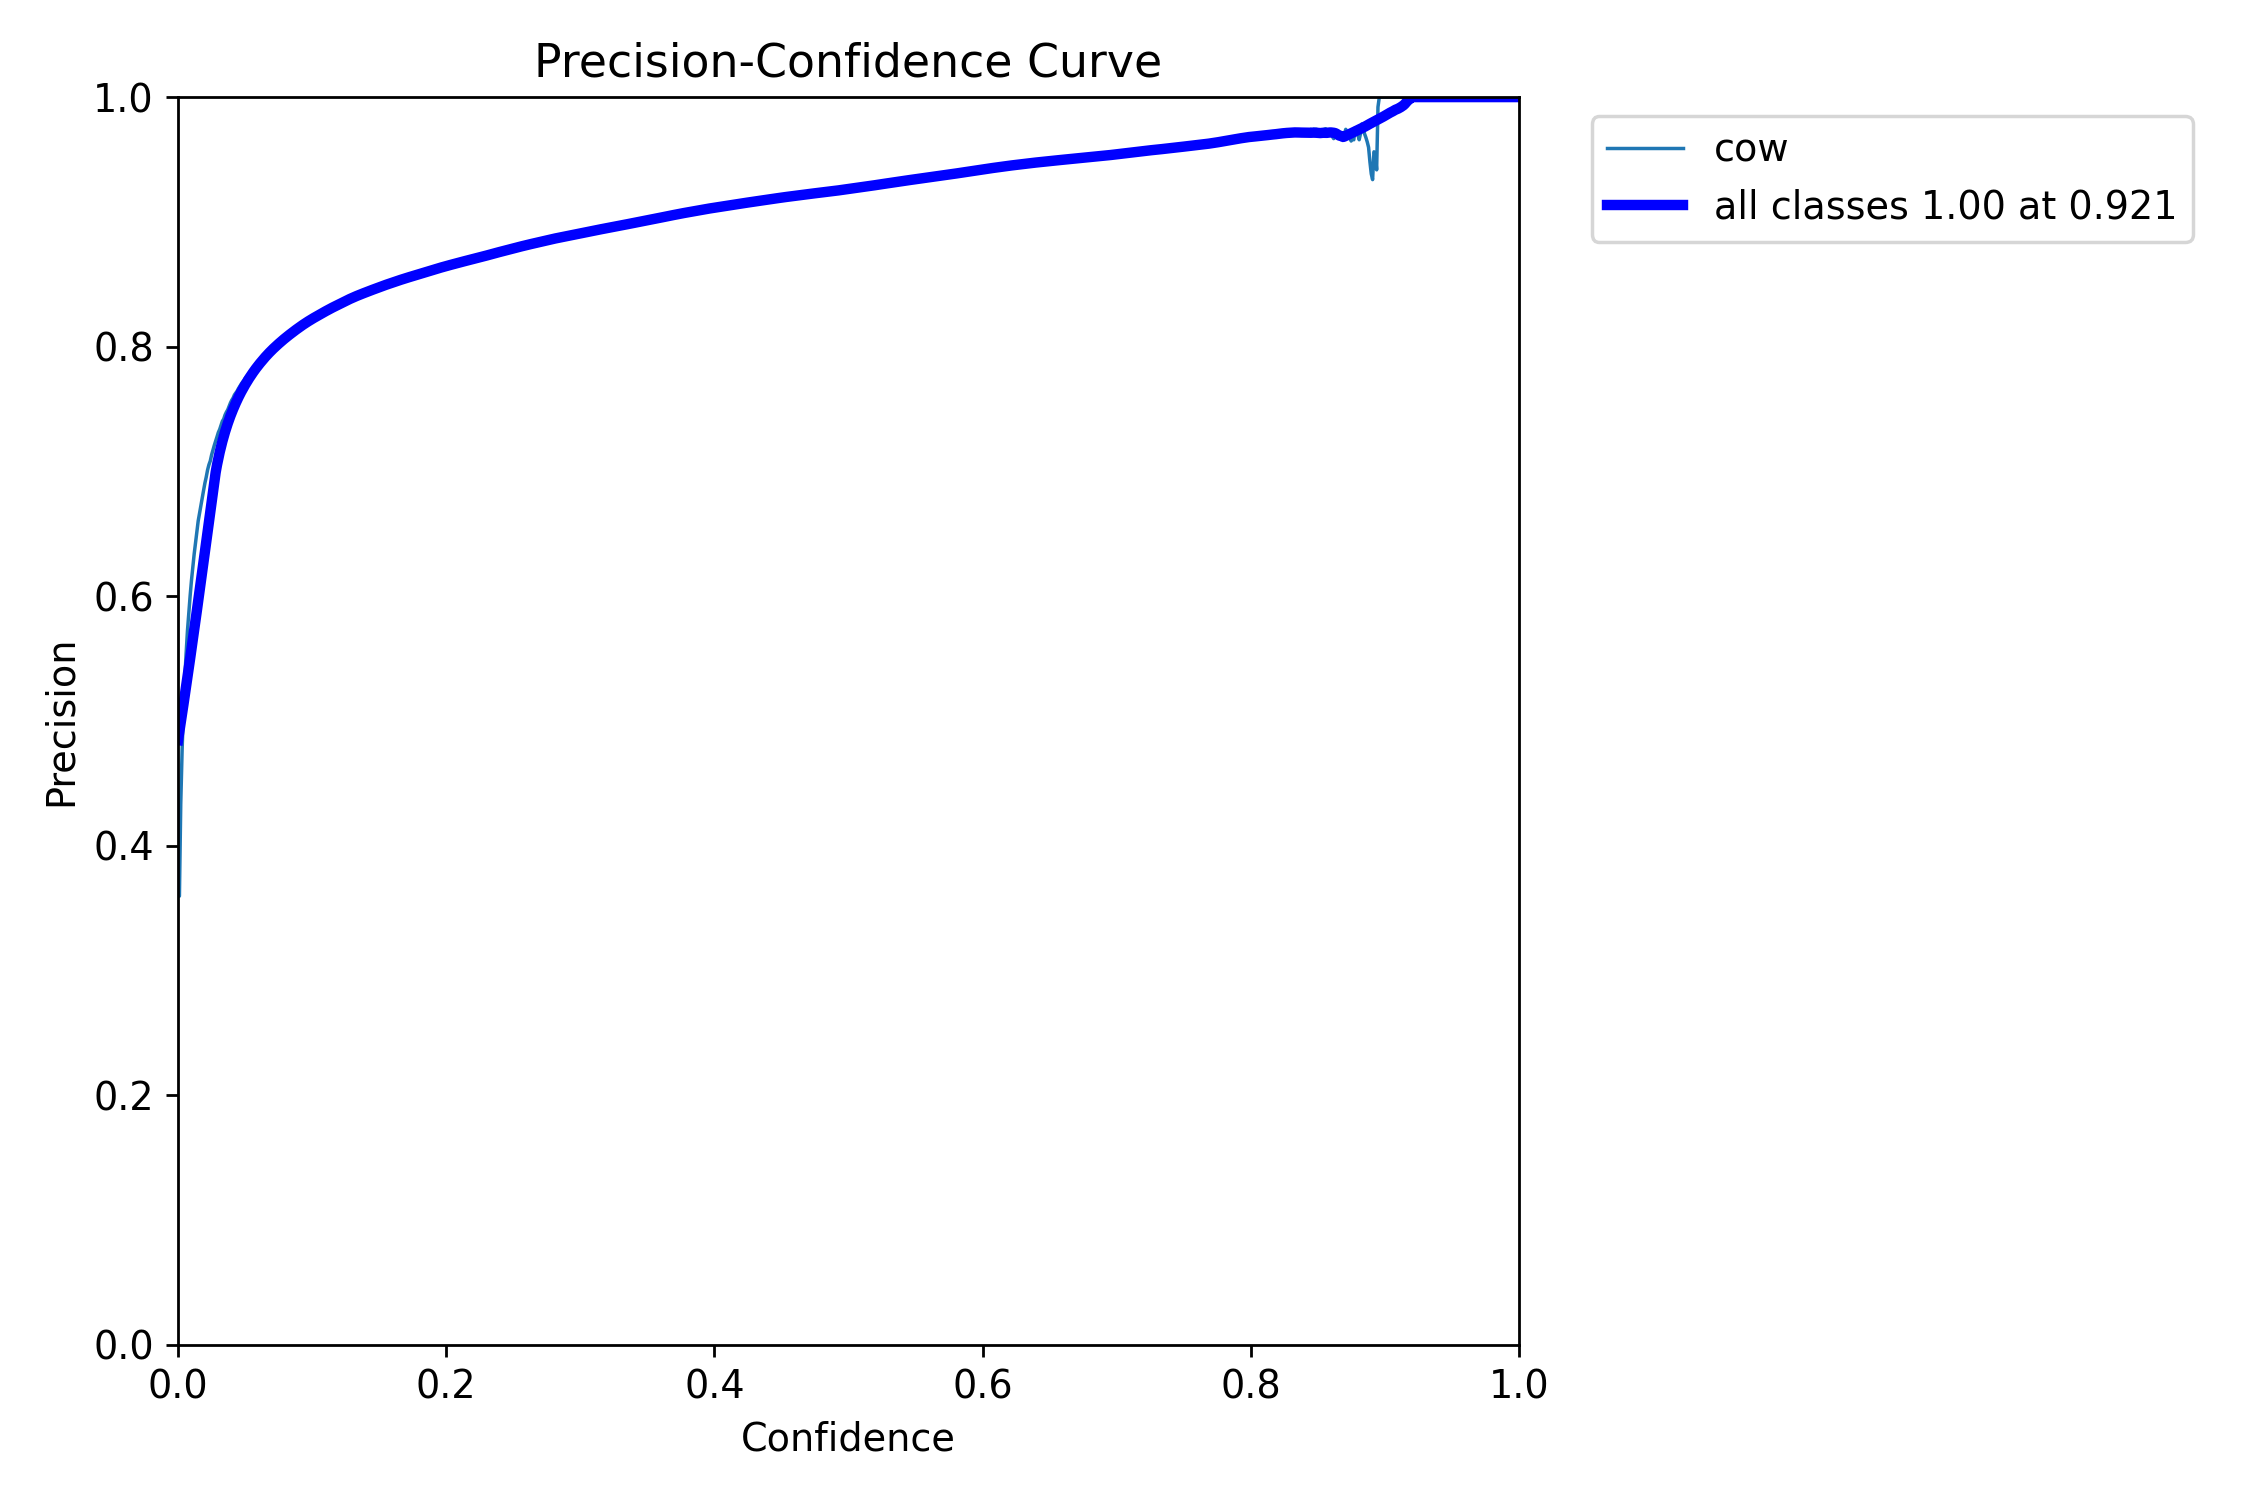 Precision-Confidence Curve
1.0
0.8
0.6
0.4
0.2
0.0
Precision
0.0 0.2 0.4 0.6 0.8 1.0
Confidence
cow
all classes 1.00 at 0.921